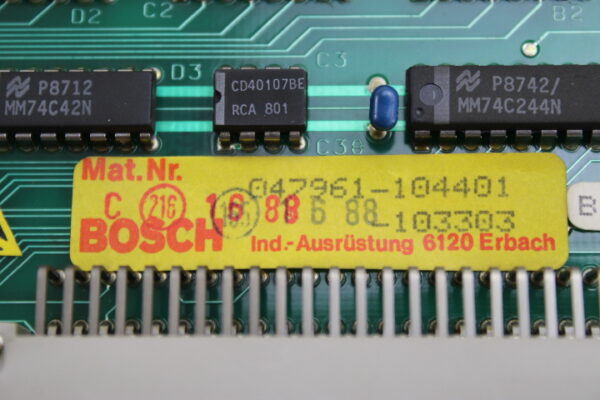 D2
C2
B2
C3
D3
P8712
MM74C42N
CD40107BE
RCA 801
P8742/
MM74C244N
C38
Mat.Nr.
047961-104401
C 216 16 88 6 88
-103303
BOSCH
Ind.-Ausrüstung 6120 Erbach
B